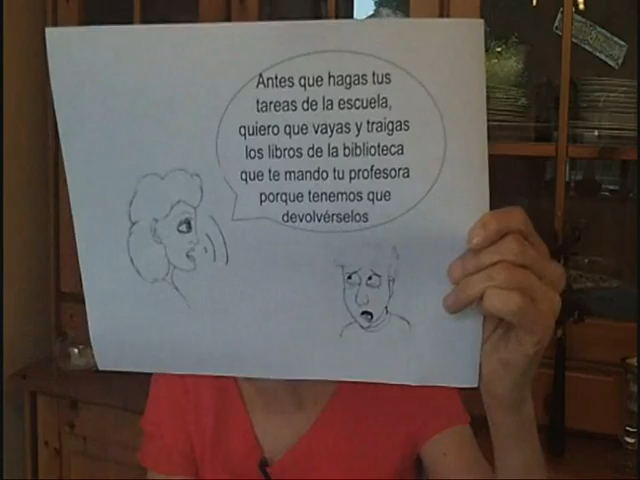 Antes que hagas tus
tareas de la escuela,
quiero que vayas y traigas
los libros de la biblioteca
que te mando tu profesora
porque tenemos que
devolvérselos